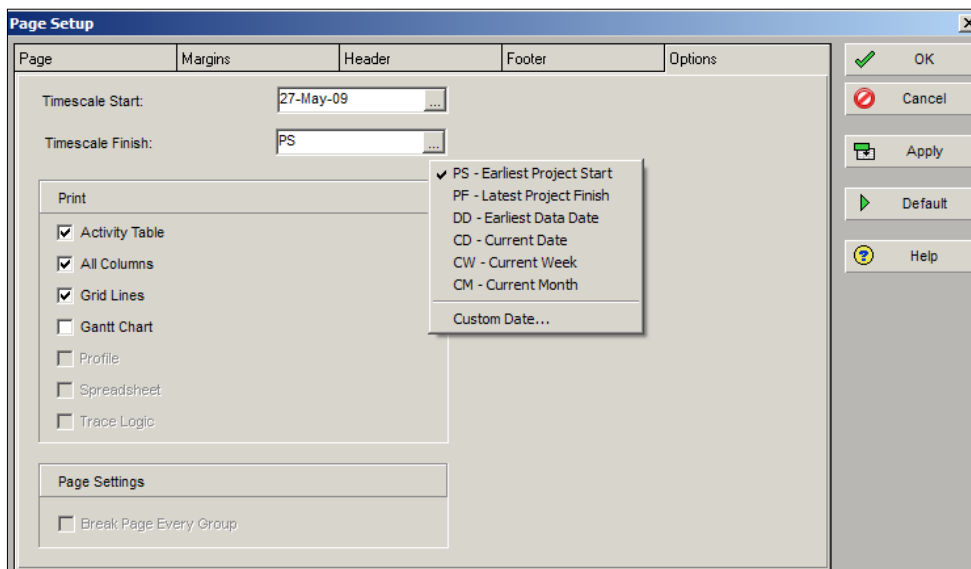 Page Setup
Page Margins Header Footer Options
Timescale Start: 27-May-09 ...
Timescale Finish: PS ...
PS - Earliest Project Start
PF - Latest Project Finish
DD - Earliest Data Date
CD - Current Date
CW - Current Week
CM - Current Month
Custom Date...
Print
Activity Table
All Columns
Grid Lines
Gantt Chart
Profile
Spreadsheet
Trace Logic
Page Settings
Break Page Every Group
OK
Cancel
Apply
Default
Help